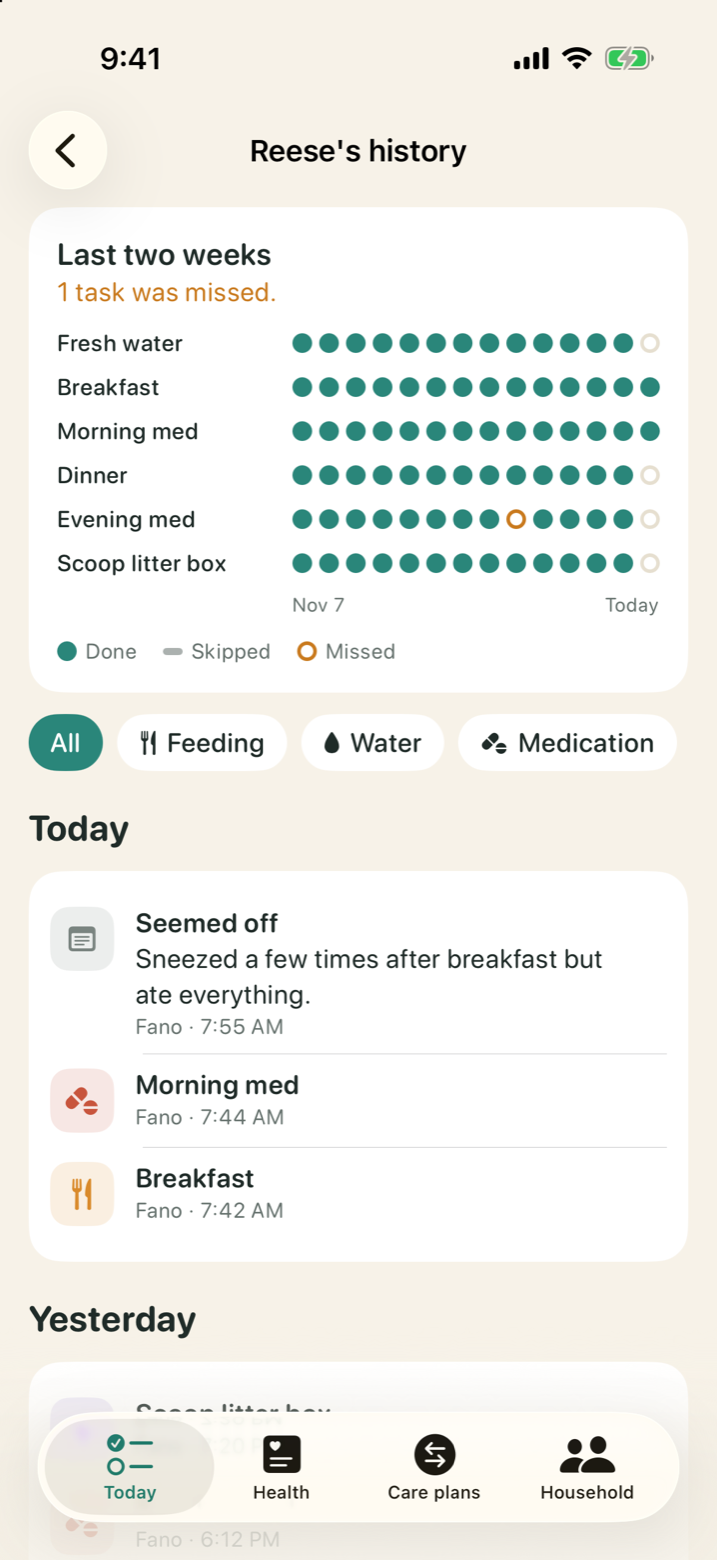 9:41
Reese's history
Last two weeks
1 task was missed.
Fresh water
Breakfast
Morning med
Dinner
Evening med
Scoop litter box
Nov 7 Today
Done Skipped Missed
All Feeding Water Medication
Today
Seemed off
Sneezed a few times after breakfast but
ate everything.
Fano · 7:55 AM
Morning med
Fano · 7:44 AM
Breakfast
Fano · 7:42 AM
Yesterday
Scoop litter box
Today Health Care plans Household
Fano · 6:12 PM